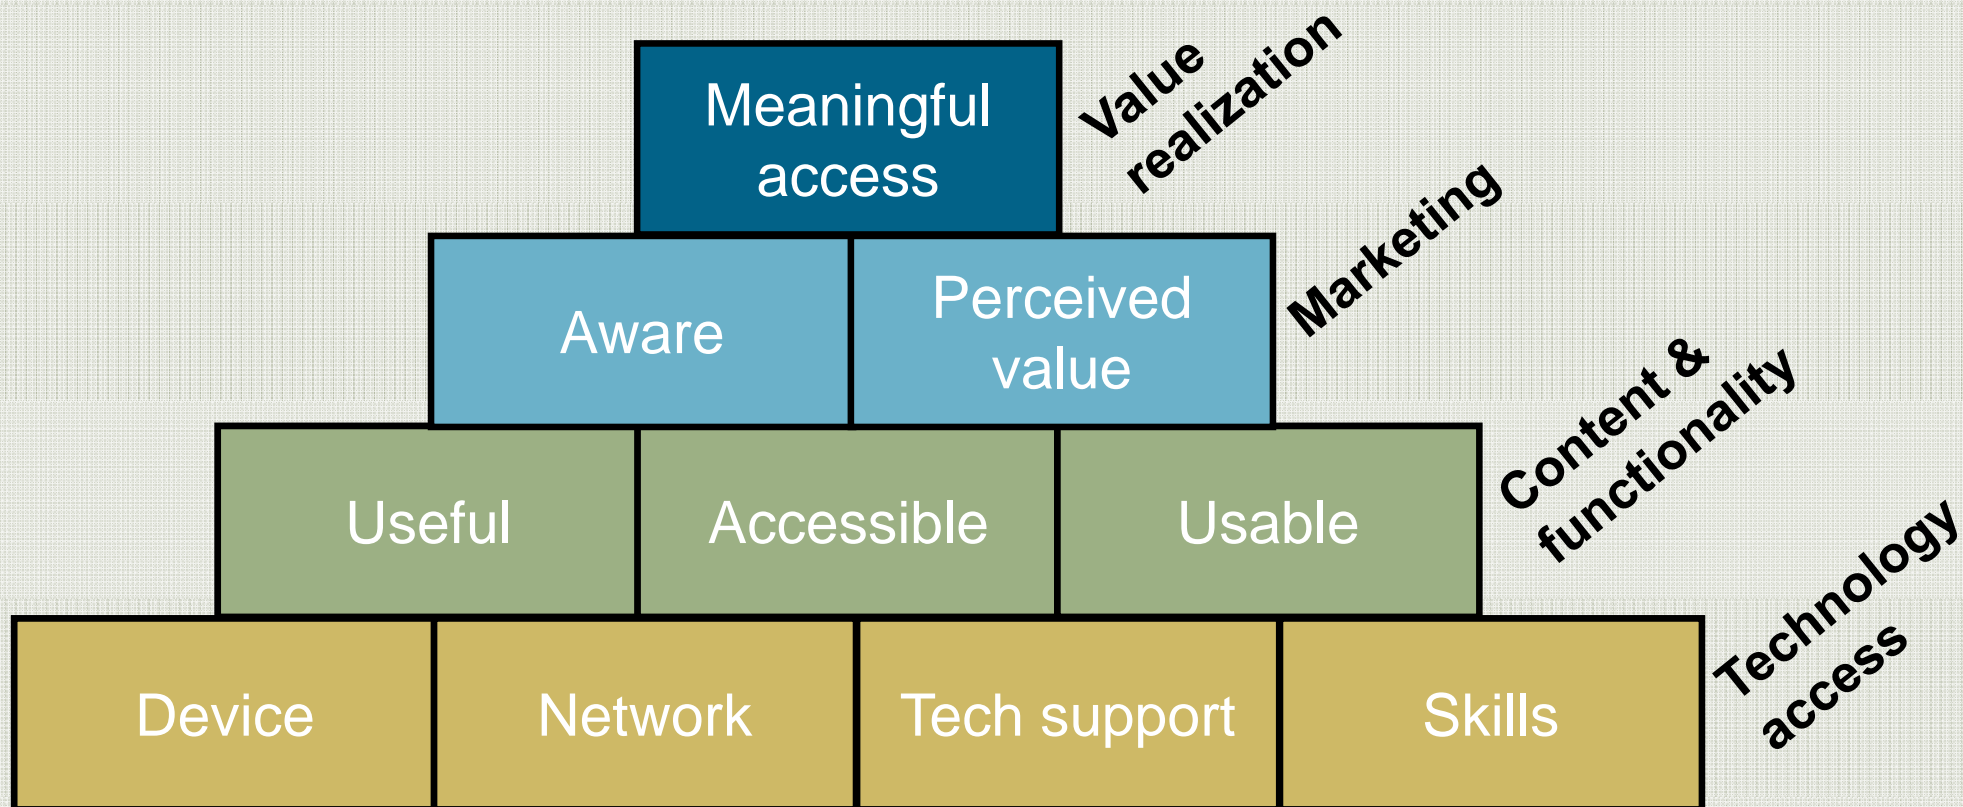 Meaningful
access
Value
realization
Aware
Perceived
value
Marketing
Useful
Accessible
Usable
Content &
functionality
Device
Network
Tech support
Skills
Technology
access